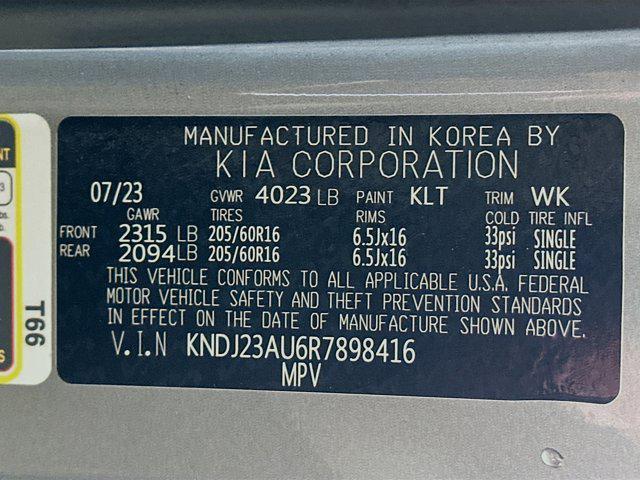 MANUFACTURED IN KOREA BY
KIA CORPORATION
07/23 GVWR 4023 LB PAINT KLT TRIM WK
GAWR TIRES RIMS COLD TIRE INFL
FRONT 2315 LB 205/60R16 6.5Jx16 33psi SINGLE
REAR 2094 LB 205/60R16 6.5Jx16 33psi SINGLE
THIS VEHICLE CONFORMS TO ALL APPLICABLE U.S.A. FEDERAL
MOTOR VEHICLE SAFETY AND THEFT PREVENTION STANDARDS
IN EFFECT ON THE DATE OF MANUFACTURE SHOWN ABOVE.
V.I.N KNDJ23AU6R7898416
MPV
T66